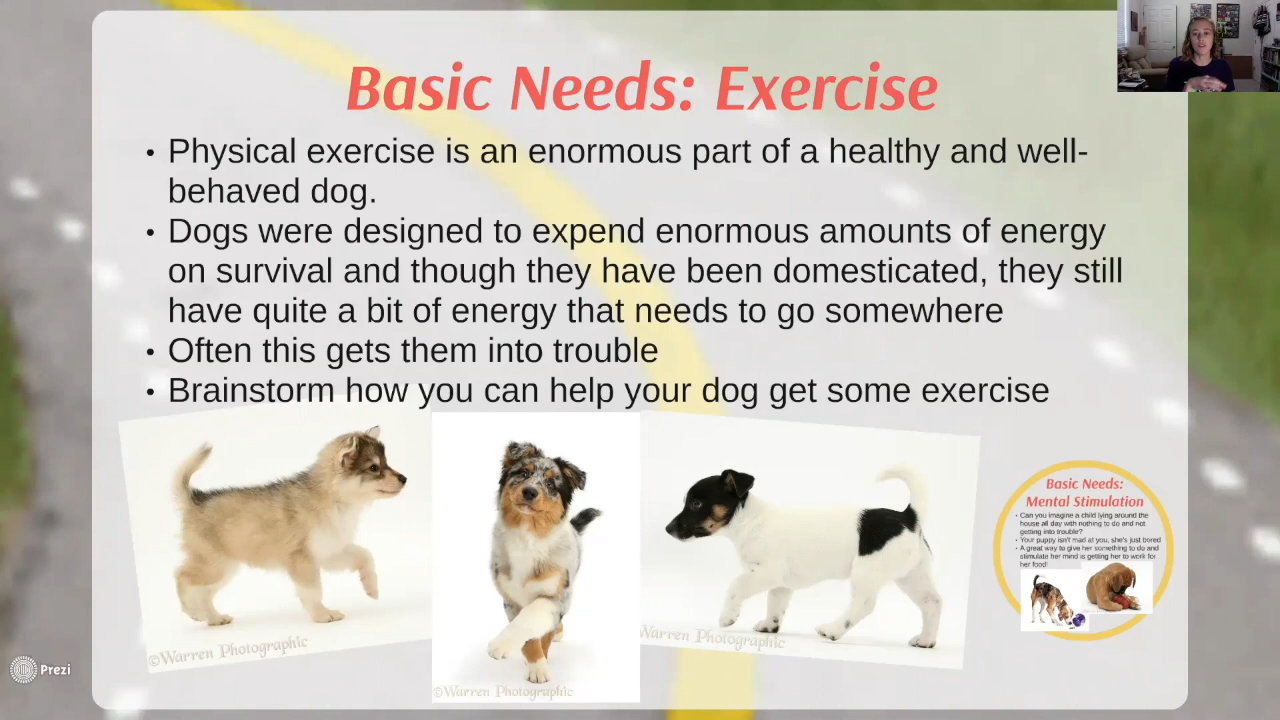 Basic Needs: Exercise
• Physical exercise is an enormous part of a healthy and well-
behaved dog.
• Dogs were designed to expend enormous amounts of energy
on survival and though they have been domesticated, they still
have quite a bit of energy that needs to go somewhere
• Often this gets them into trouble
• Brainstorm how you can help your dog get some exercise
©Warren Photographic
©Warren Photographic
Warren Photographic
Basic Needs:
Mental Stimulation
• Can you imagine a child lying around the
house all day with nothing to do and not
getting into trouble?
• Your puppy isn't mad at you, she's just bored
• A great way to give her something to do and
stimulate her mind is getting her to work for
her food!
Prezi